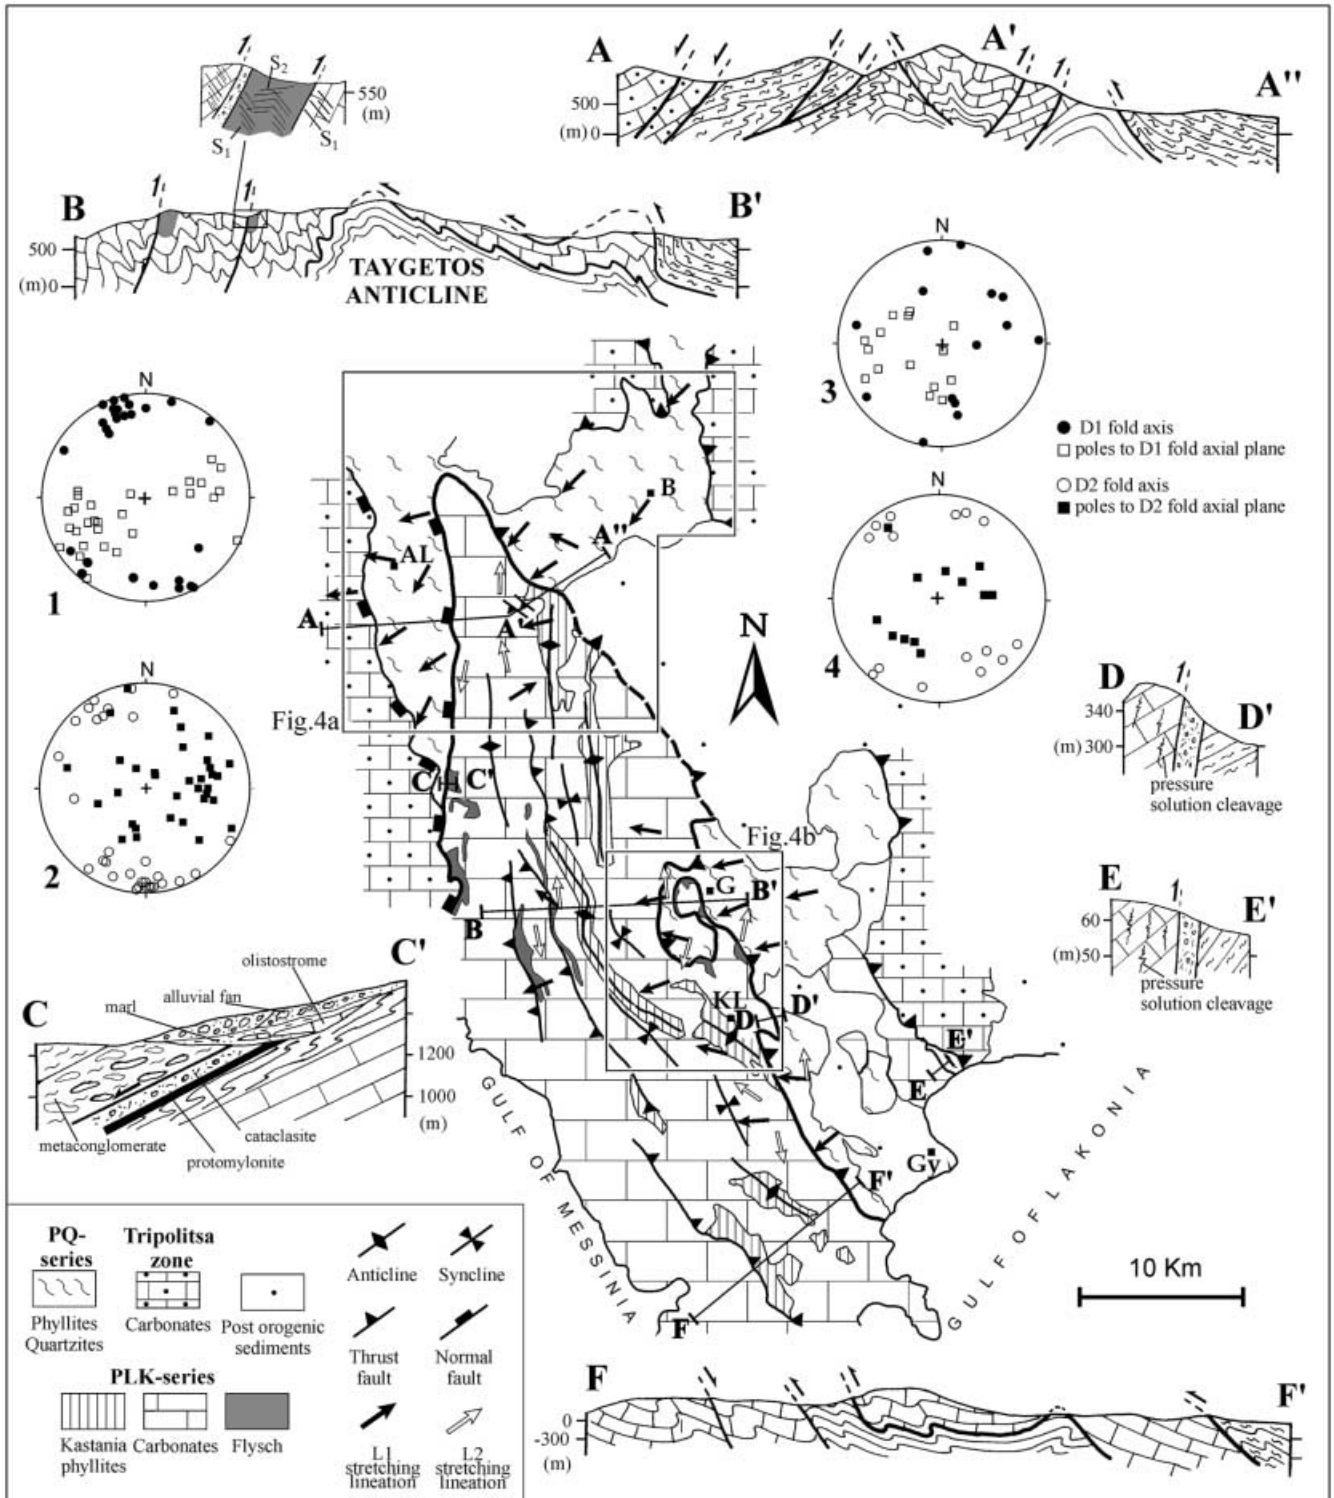 A
A'
A''
500
(m) 0
S2
S1
S1
550
(m)
B
B'
500
(m) 0
TAYGETOS
ANTICLINE
N
1
N
2
N
3
N
4
D1 fold axis
poles to D1 fold axial plane
D2 fold axis
poles to D2 fold axial plane
B
A''
AL
A
A'
N
Fig.4a
C
C'
Fig.4b
G
B'
B
KL
D
D'
E'
E
Gy
F'
F
GULF OF MESSINIA
GULF OF LAKONIA
10 Km
D
D'
340
(m) 300
pressure
solution cleavage
E
E'
60
(m) 50
pressure
solution cleavage
C
C'
olistostrome
alluvial fan
marl
1200
1000
(m)
metaconglomerate
cataclasite
protomylonite
PQ-
series
Tripolitsa
zone
Phyllites
Quartzites
Carbonates
Post orogenic
sediments
PLK-series
Kastania
phyllites
Carbonates
Flysch
Anticline
Syncline
Thrust
fault
Normal
fault
L1
stretching
lineation
L2
stretching
lineation
F
F'
0
-300
(m)